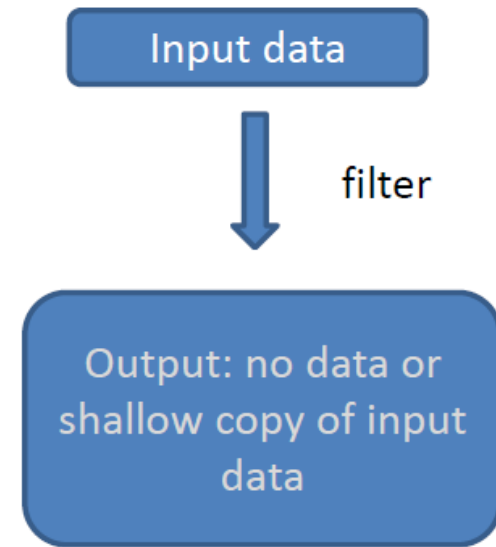 Input data
filter
Output: no data or
shallow copy of input
data